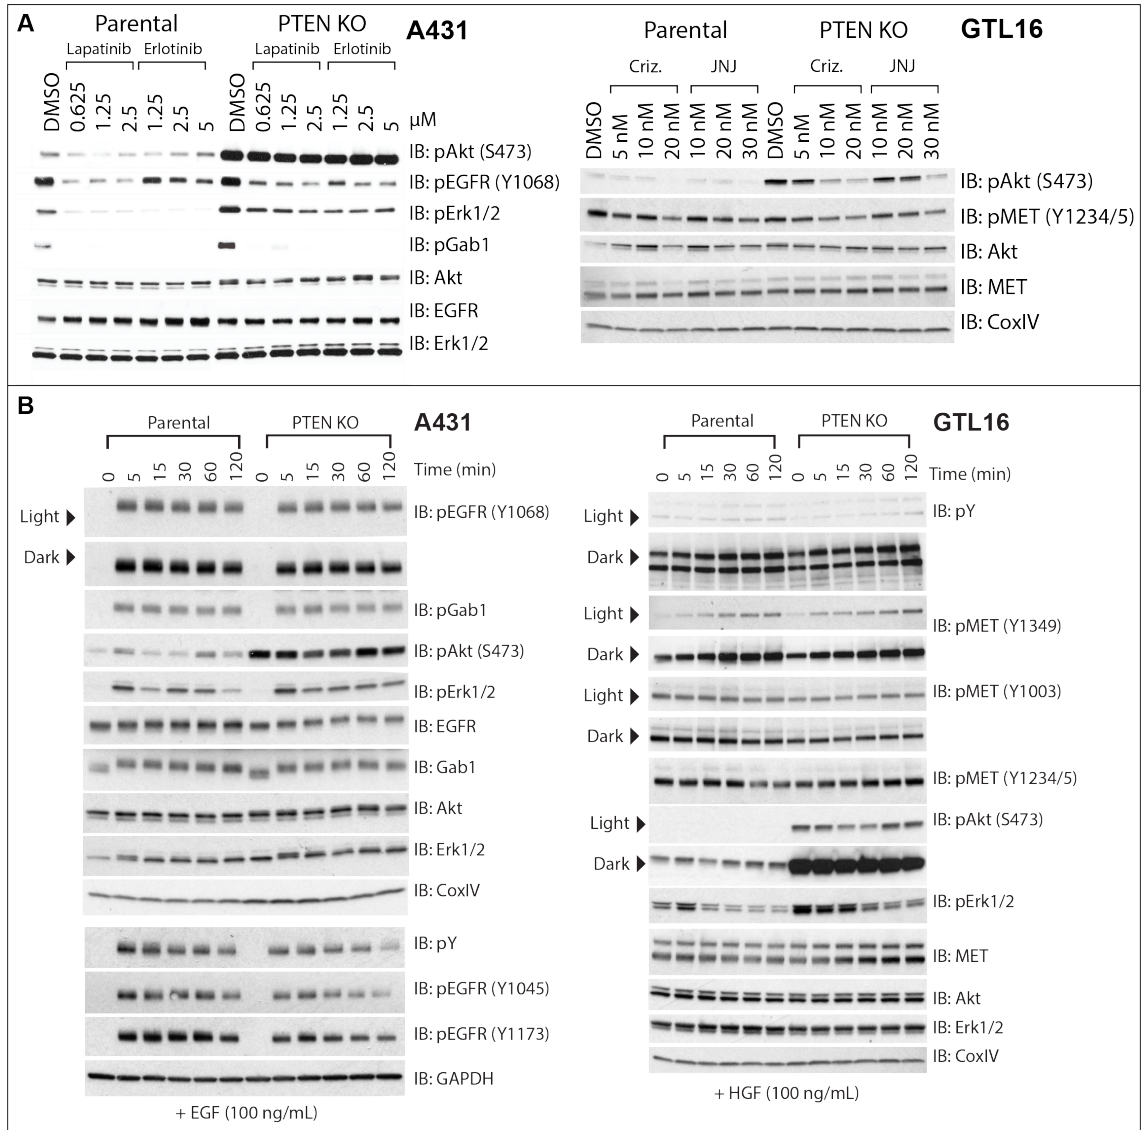 A
Parental PTEN KO A431
Lapatinib Erlotinib Lapatinib Erlotinib
DMSO 0.625 1.25 2.5 1.25 2.5 5 DMSO 0.625 1.25 2.5 1.25 2.5 5 µM
IB: pAkt (S473)
IB: pEGFR (Y1068)
IB: pErk1/2
IB: pGab1
IB: Akt
IB: EGFR
IB: Erk1/2
Parental PTEN KO GTL16
Criz. JNJ Criz. JNJ
DMSO 5 nM 10 nM 20 nM 10 nM 20 nM 30 nM DMSO 5 nM 10 nM 20 nM 10 nM 20 nM 30 nM
IB: pAkt (S473)
IB: pMET (Y1234/5)
IB: Akt
IB: MET
IB: CoxIV
B
Parental PTEN KO A431
0 5 15 30 60 120 0 5 15 30 60 120 Time (min)
Light IB: pEGFR (Y1068)
Dark
IB: pGab1
IB: pAkt (S473)
IB: pErk1/2
IB: EGFR
IB: Gab1
IB: Akt
IB: Erk1/2
IB: CoxIV
IB: pY
IB: pEGFR (Y1045)
IB: pEGFR (Y1173)
IB: GAPDH
+ EGF (100 ng/mL)
Parental PTEN KO GTL16
0 5 15 30 60 120 0 5 15 30 60 120 Time (min)
Light IB: pY
Dark
Light IB: pMET (Y1349)
Dark
Light IB: pMET (Y1003)
Dark
IB: pMET (Y1234/5)
Light IB: pAkt (S473)
Dark
IB: pErk1/2
IB: MET
IB: Akt
IB: Erk1/2
IB: CoxIV
+ HGF (100 ng/mL)